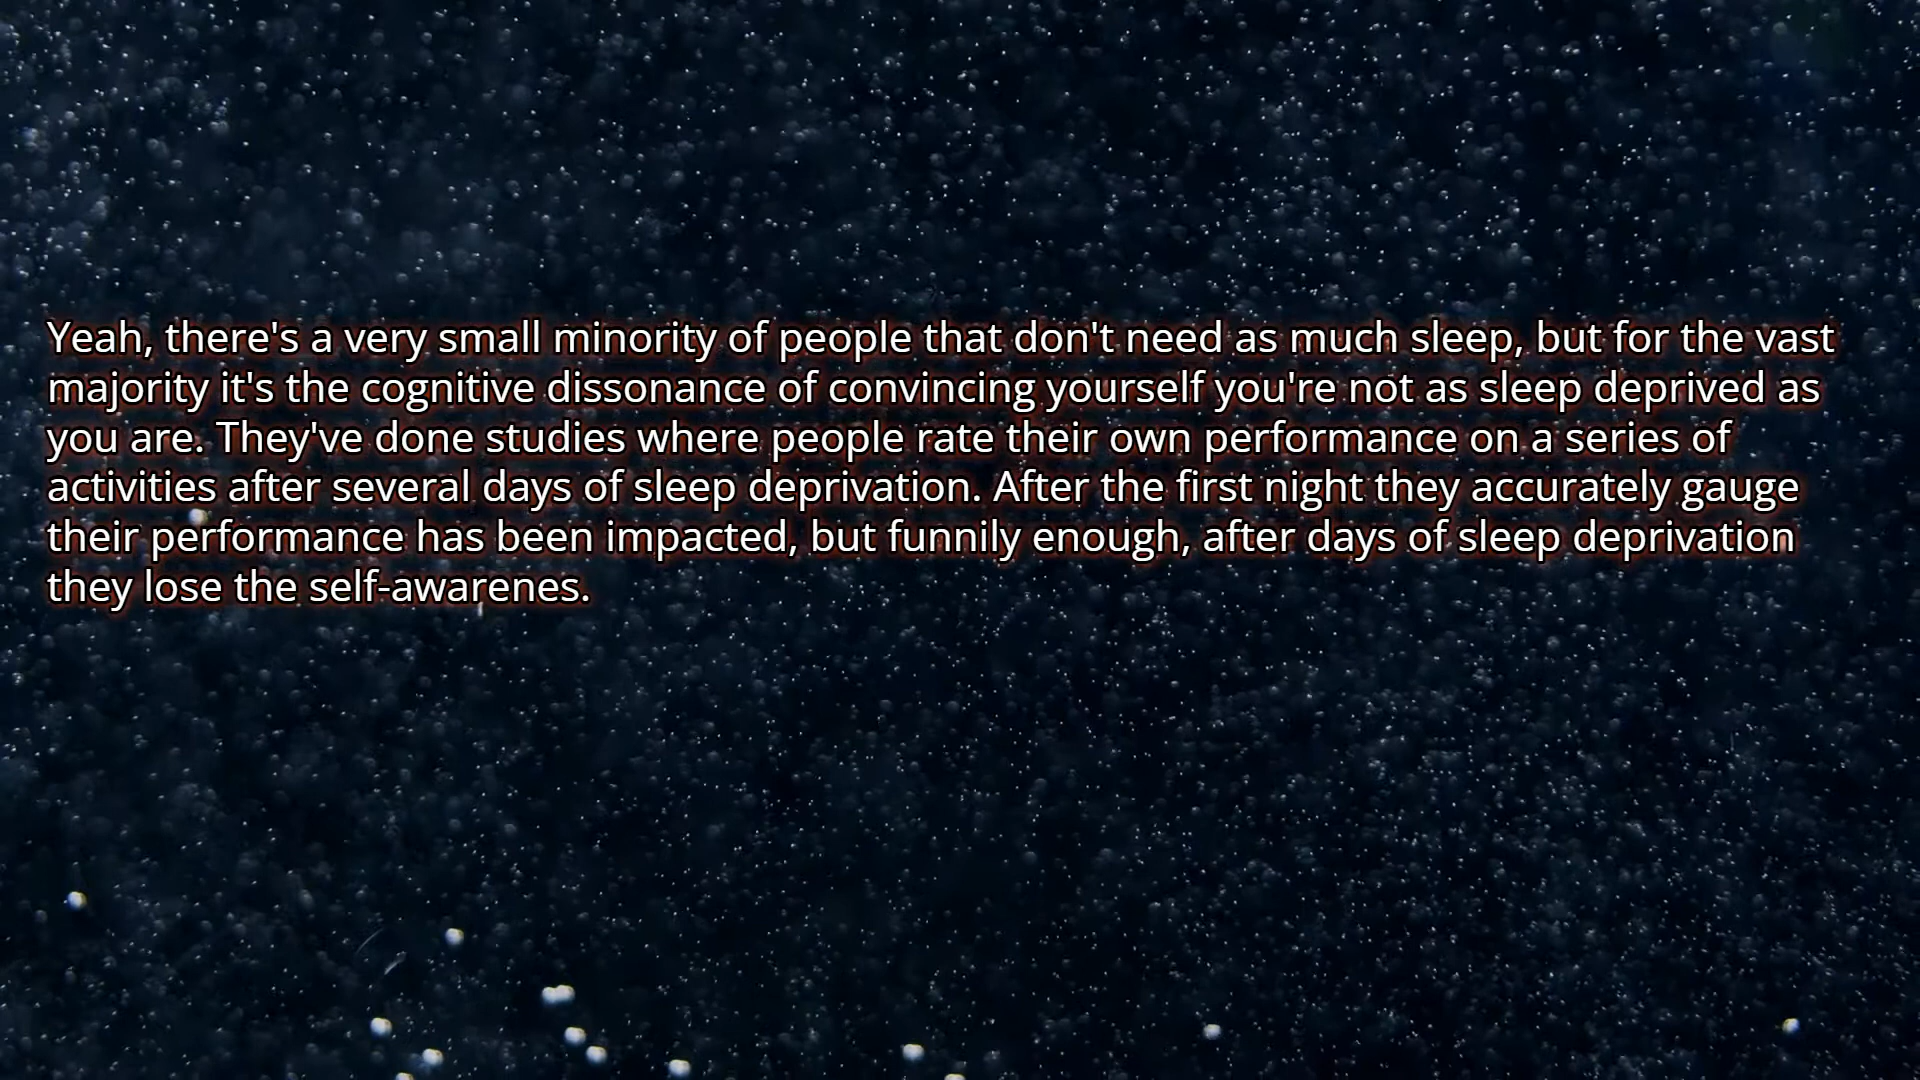 Yeah, there's a very small minority of people that don't need as much sleep, but for the vast
majority it's the cognitive dissonance of convincing yourself you're not as sleep deprived as
you are. They've done studies where people rate their own performance on a series of
activities after several days of sleep deprivation. After the first night they accurately gauge
their performance has been impacted, but funnily enough, after days of sleep deprivation
they lose the self-awarenes.